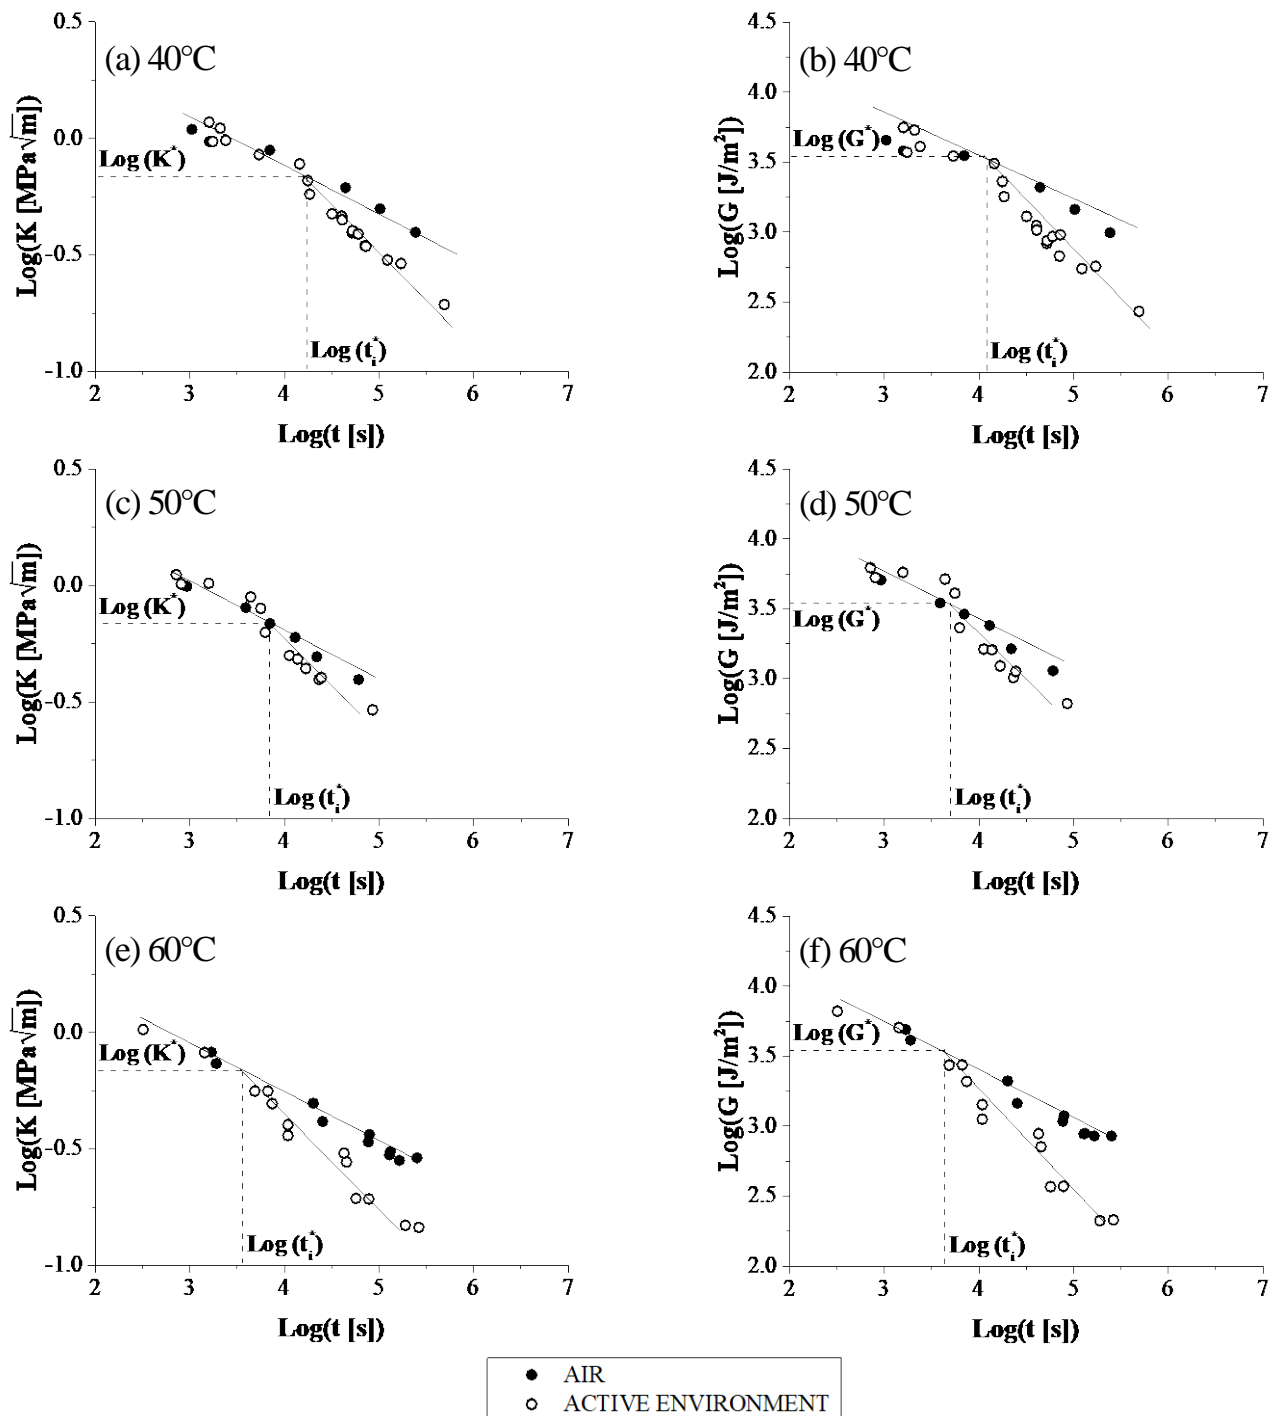 (a) 40°C
Log(K [MPa√m])
0.5
0.0
-0.5
-1.0
Log (K*)
Log (t_i*)
2 3 4 5 6 7
Log(t [s])
(b) 40°C
Log(G [J/m²])
4.5
4.0
3.5
3.0
2.5
2.0
Log (G*)
Log (t_i*)
2 3 4 5 6 7
Log(t [s])
(c) 50°C
Log(K [MPa√m])
0.5
0.0
-0.5
-1.0
Log (K*)
Log (t_i*)
2 3 4 5 6 7
Log(t [s])
(d) 50°C
Log(G [J/m²])
4.5
4.0
3.5
3.0
2.5
2.0
Log (G*)
Log (t_i*)
2 3 4 5 6 7
Log(t [s])
(e) 60°C
Log(K [MPa√m])
0.5
0.0
-0.5
-1.0
Log (K*)
Log (t_i*)
2 3 4 5 6 7
Log(t [s])
(f) 60°C
Log(G [J/m²])
4.5
4.0
3.5
3.0
2.5
2.0
Log (G*)
Log (t_i*)
2 3 4 5 6 7
Log(t [s])
AIR
ACTIVE ENVIRONMENT